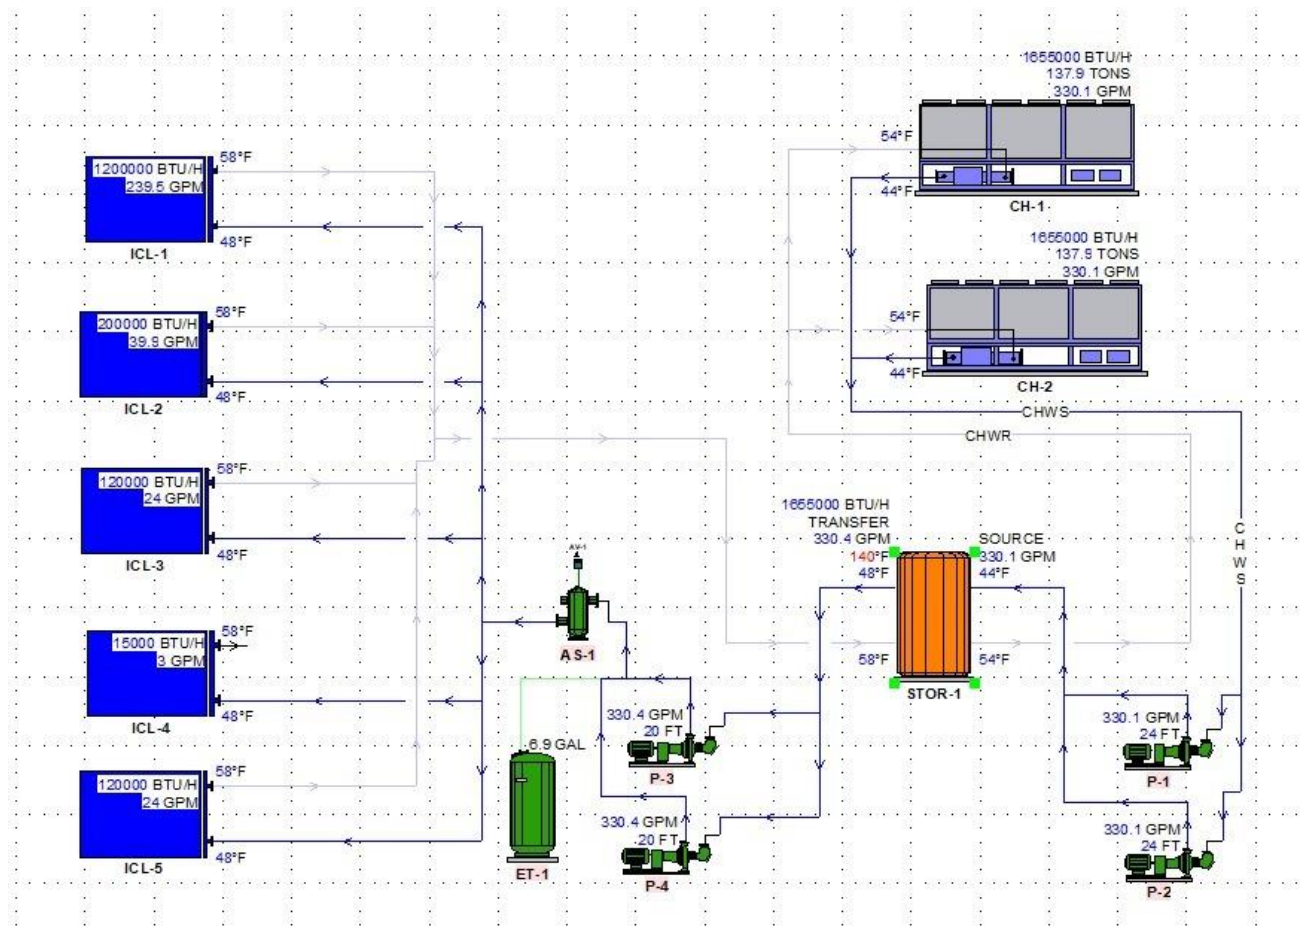 1655000 BTU/H
137.9 TONS
330.1 GPM
54°F
44°F
CH-1
1655000 BTU/H
137.9 TONS
330.1 GPM
54°F
44°F
CH-2
CHWS
CHWR
CHWS
58°F
1200000 BTU/H
239.5 GPM
48°F
ICL-1
58°F
200000 BTU/H
39.9 GPM
48°F
ICL-2
58°F
120000 BTU/H
24 GPM
48°F
ICL-3
58°F
15000 BTU/H
3 GPM
48°F
ICL-4
58°F
120000 BTU/H
24 GPM
48°F
ICL-5
AV-1
AS-1
6.9 GAL
ET-1
330.4 GPM
20 FT
P-3
330.4 GPM
20 FT
P-4
1655000 BTU/H
TRANSFER
330.4 GPM
140°F
48°F
58°F
SOURCE
330.1 GPM
44°F
54°F
STOR-1
330.1 GPM
24 FT
P-1
330.1 GPM
24 FT
P-2